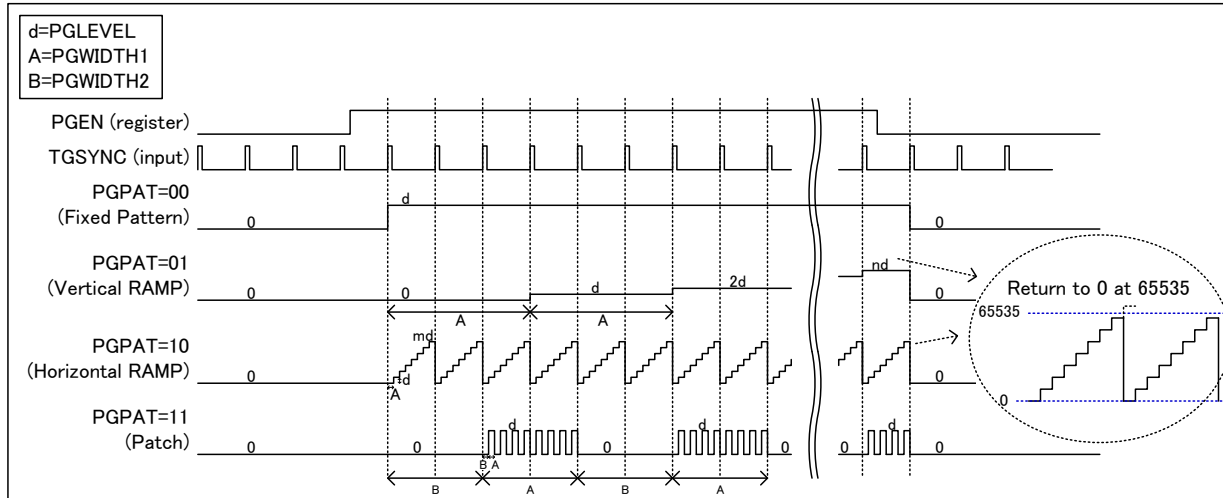 d=PGLEVEL
A=PGWIDTH1
B=PGWIDTH2
PGEN (register)
TGSYNC (input)
PGPAT=00
(Fixed Pattern)
0
d
0
PGPAT=01
(Vertical RAMP)
0
0
d
2d
nd
0
A
A
PGPAT=10
(Horizontal RAMP)
0
md
d
A
0
PGPAT=11
(Patch)
0
0
d
0
d
0
0
d
0
B
A
B
A
B
A
Return to 0 at 65535
65535
0